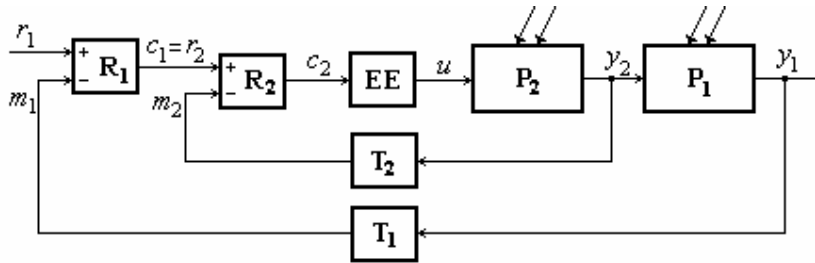 r₁ + − R₁ c₁=r₂ + − R₂ c₂ EE u P₂ y₂ P₁ y₁
m₁ m₂
T₂
T₁